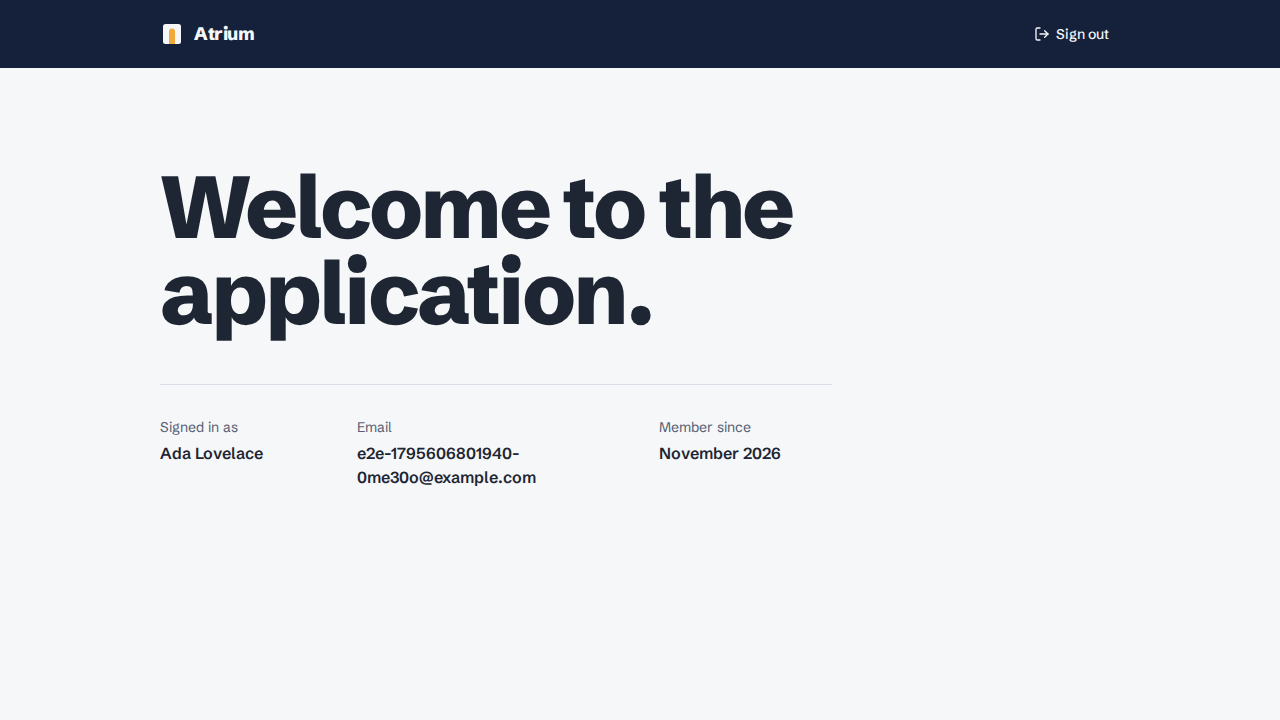 Atrium
Sign out
Welcome to the
application.
Signed in as
Ada Lovelace
Email
e2e-1795606801940-
0me30o@example.com
Member since
November 2026